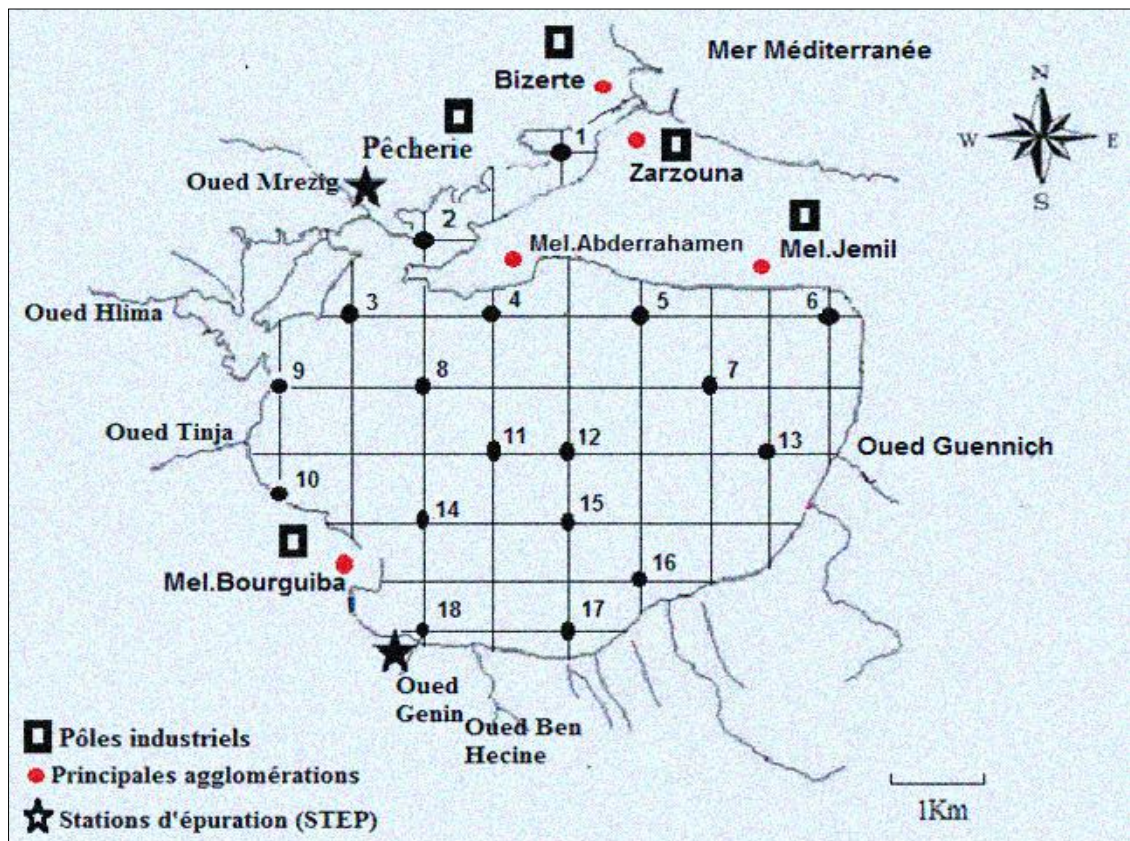 Mer Méditerranée
Bizerte
N
W
E
S
Pêcherie
1
Zarzouna
Oued Mrezig
2
Mel.Abderrahamen
Mel.Jemil
Oued Hlima
3
4
5
6
9
8
7
Oued Tinja
11
12
13
Oued Guennich
10
14
15
16
Mel.Bourguiba
18
17
Oued
Genin
Oued Ben
Hecine
Pôles industriels
Principales agglomérations
Stations d'épuration (STEP)
1Km